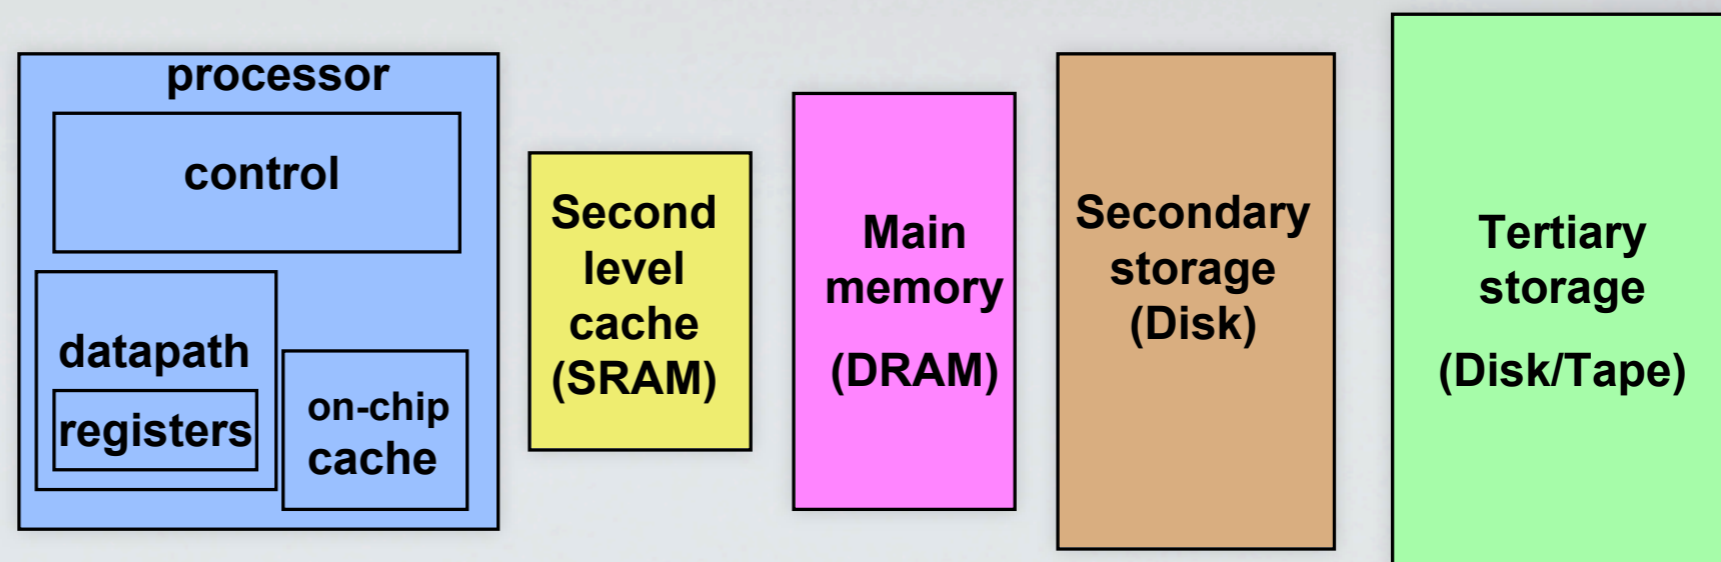 processor
control
datapath
registers
on-chip
cache
Second
level
cache
(SRAM)
Main
memory
(DRAM)
Secondary
storage
(Disk)
Tertiary
storage
(Disk/Tape)